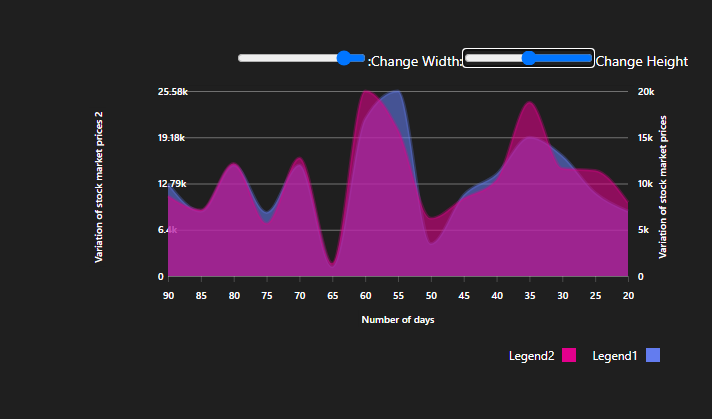 :Change Width:
Change Height
25.58k
19.18k
12.79k
6.4k
0
Variation of stock market prices 2
20k
15k
10k
5k
0
Variation of stock market prices
90 85 80 75 70 65 60 55 50 45 40 35 30 25 20
Number of days
Legend2 Legend1